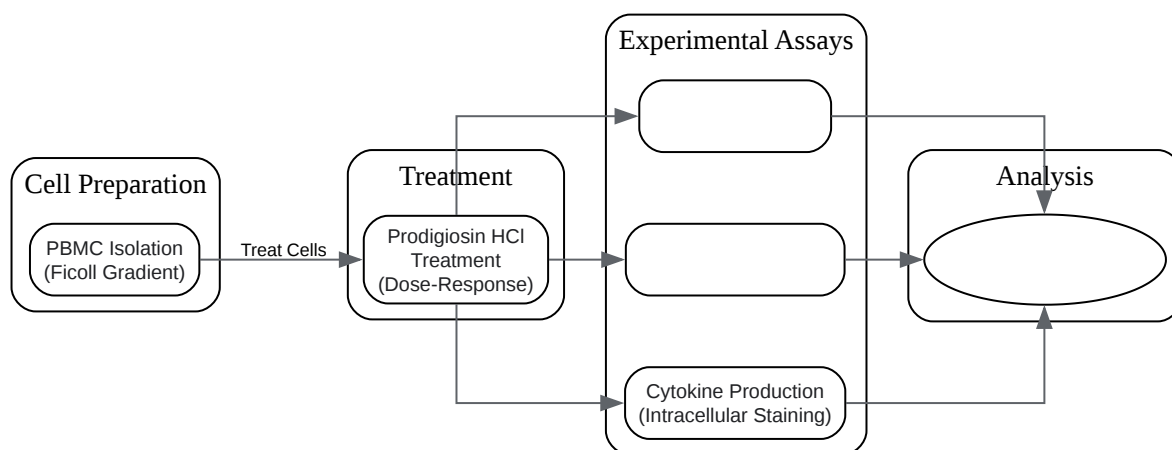 Cell Preparation
PBMC Isolation
(Ficoll Gradient)
Treat Cells
Treatment
Prodigiosin HCl
Treatment
(Dose-Response)
Experimental Assays
Cytokine Production
(Intracellular Staining)
Analysis